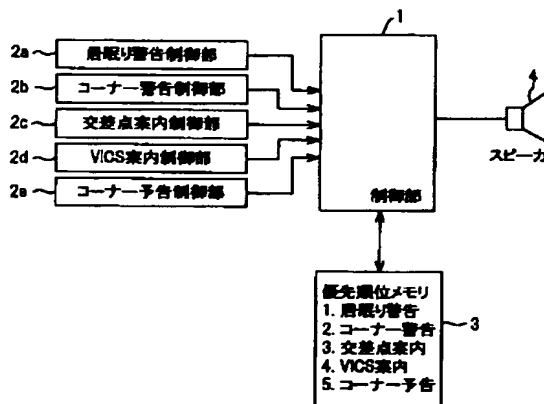 1
2a 居眠り警告制御部
2b コーナー警告制御部
2c 交差点案内制御部
2d VICS案内制御部
2e コーナー予告制御部
制御部
4
スピーカ
優先順位メモリ
1. 居眠り警告
2. コーナー警告
3. 交差点案内
4. VICS案内
5. コーナー予告
3